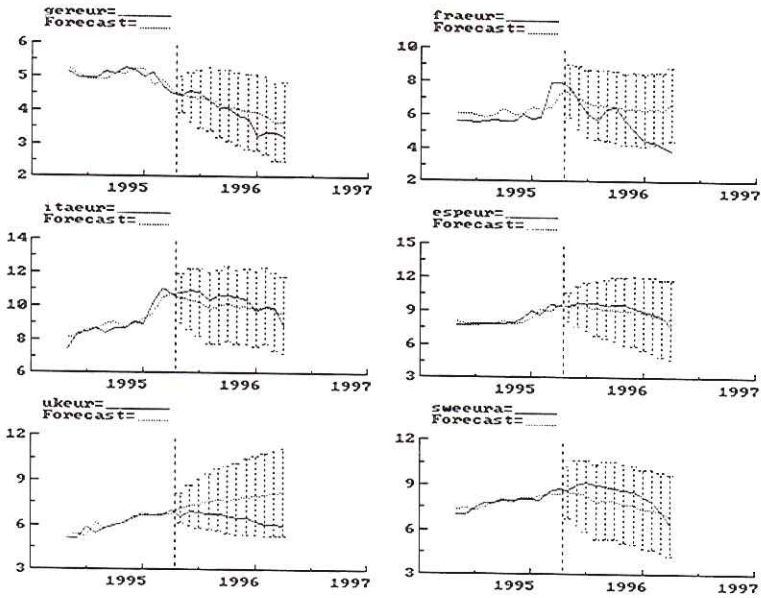 gereur=
Forecast=
6
5
4
3
2
1995 1996 1997
fraeur=
Forecast=
10
8
6
4
2
1995 1996 1997
itaeur=
Forecast=
14
12
10
8
6
1995 1996 1997
espeur=
Forecast=
15
12
9
6
3
1995 1996 1997
ukeur=
Forecast=
12
9
6
3
1995 1996 1997
sweeura=
Forecast=
12
9
6
3
1995 1996 1997